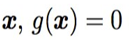 x, g(x) = 0